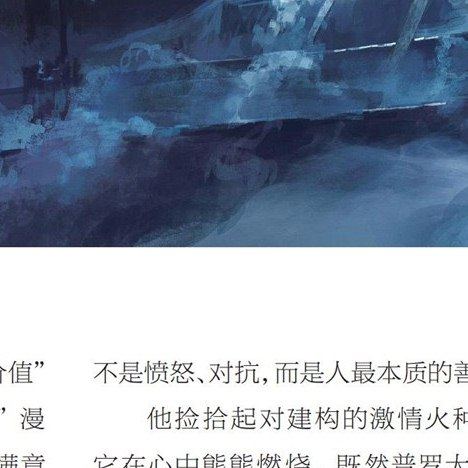 价值”
” 漫
满意
不是愤怒、对抗，而是人最本质的善
他捡拾起对建构的激情火种
它在心中熊熊燃烧。既然普罗大